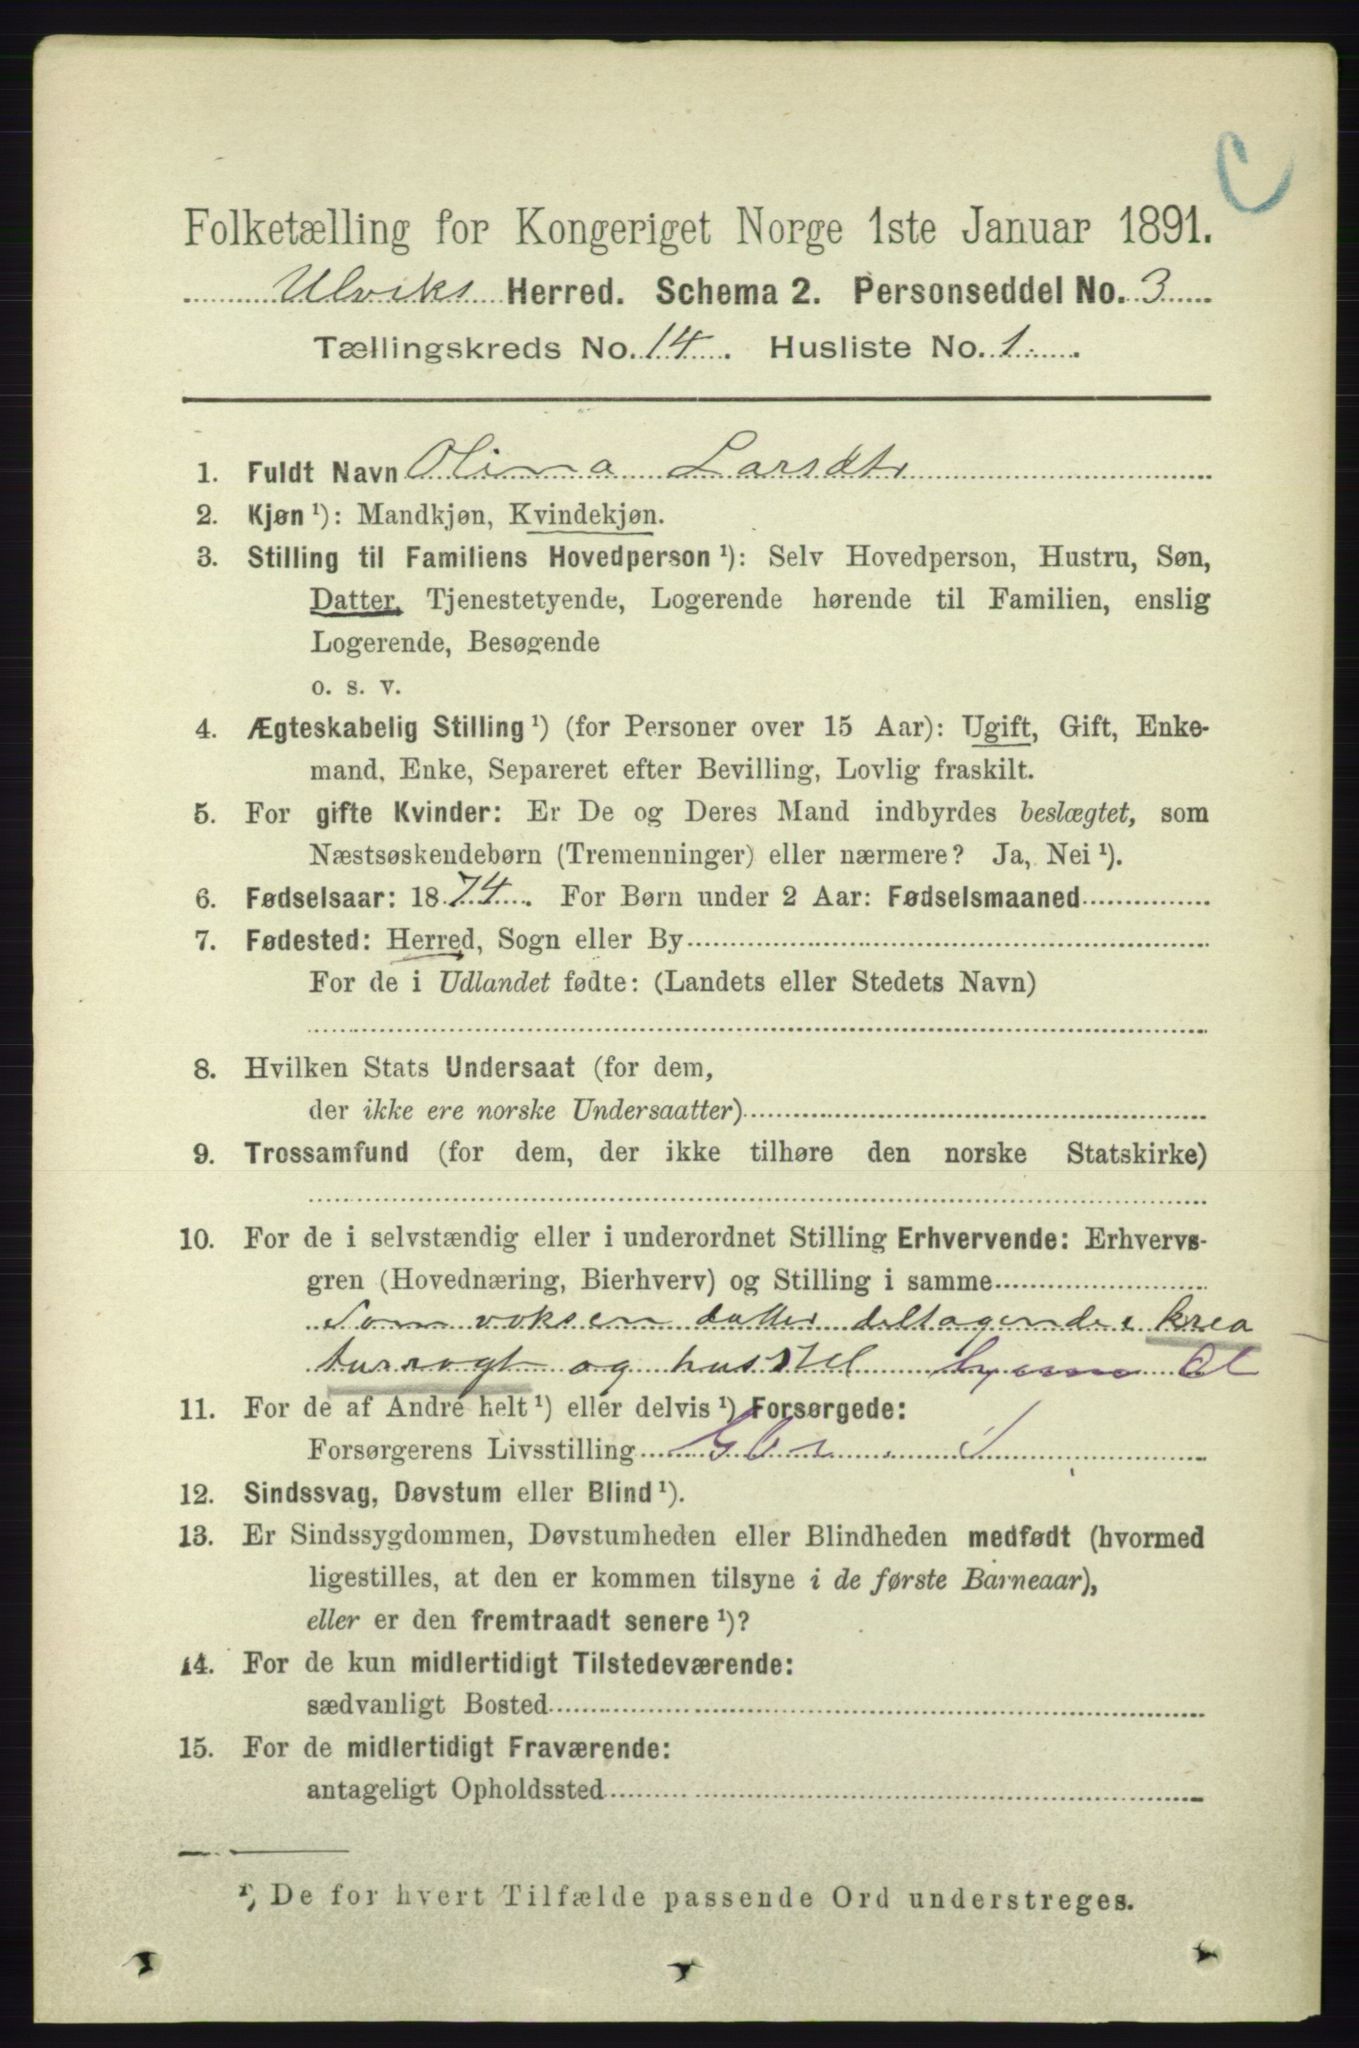 C
Folketælling for Kongeriget Norge 1ste Januar 1891.
Ulviks Herred. Schema 2. Personseddel No. 3
Tællingskreds No. 14. Husliste No. 1
1. Fuldt Navn Olina Larsdtr
2. Kjøn ¹): Mandkjøn, Kvindekjøn.
3. Stilling til Familiens Hovedperson ¹): Selv Hovedperson, Hustru, Søn,
Datter, Tjenestetyende, Logerende hørende til Familien, enslig
Logerende, Besøgende
o. s. v.
4. Ægteskabelig Stilling ¹) (for Personer over 15 Aar): Ugift, Gift, Enke-
mand, Enke, Separeret efter Bevilling, Lovlig fraskilt.
5. For gifte Kvinder: Er De og Deres Mand indbyrdes beslægtet, som
Næstsøskendebørn (Tremenninger) eller nærmere? Ja, Nei ¹).
6. Fødselsaar: 1874. For Børn under 2 Aar: Fødselsmaaned
7. Fødested: Herred, Sogn eller By
For de i Udlandet fødte: (Landets eller Stedets Navn)
8. Hvilken Stats Undersaat (for dem,
der ikke ere norske Undersaatter)
9. Trossamfund (for dem, der ikke tilhøre den norske Statskirke)
10. For de i selvstændig eller i underordnet Stilling Erhvervende: Erhvervs-
gren (Hovednæring, Bierhverv) og Stilling i samme
Som voksen datter deltagende i krea
turrøgt og husstel
11. For de af Andre helt ¹) eller delvis ¹) Forsørgede:
Forsørgerens Livsstilling
12. Sindssvag, Døvstum eller Blind ¹).
13. Er Sindssygdommen, Døvstumheden eller Blindheden medfødt (hvormed
ligestilles, at den er kommen tilsyne i de første Barneaar),
eller er den fremtraadt senere ¹)?
14. For de kun midlertidigt Tilstedeværende:
sædvanligt Bosted
15. For de midlertidigt Fraværende:
antageligt Opholdssted
¹) De for hvert Tilfælde passende Ord understreges.